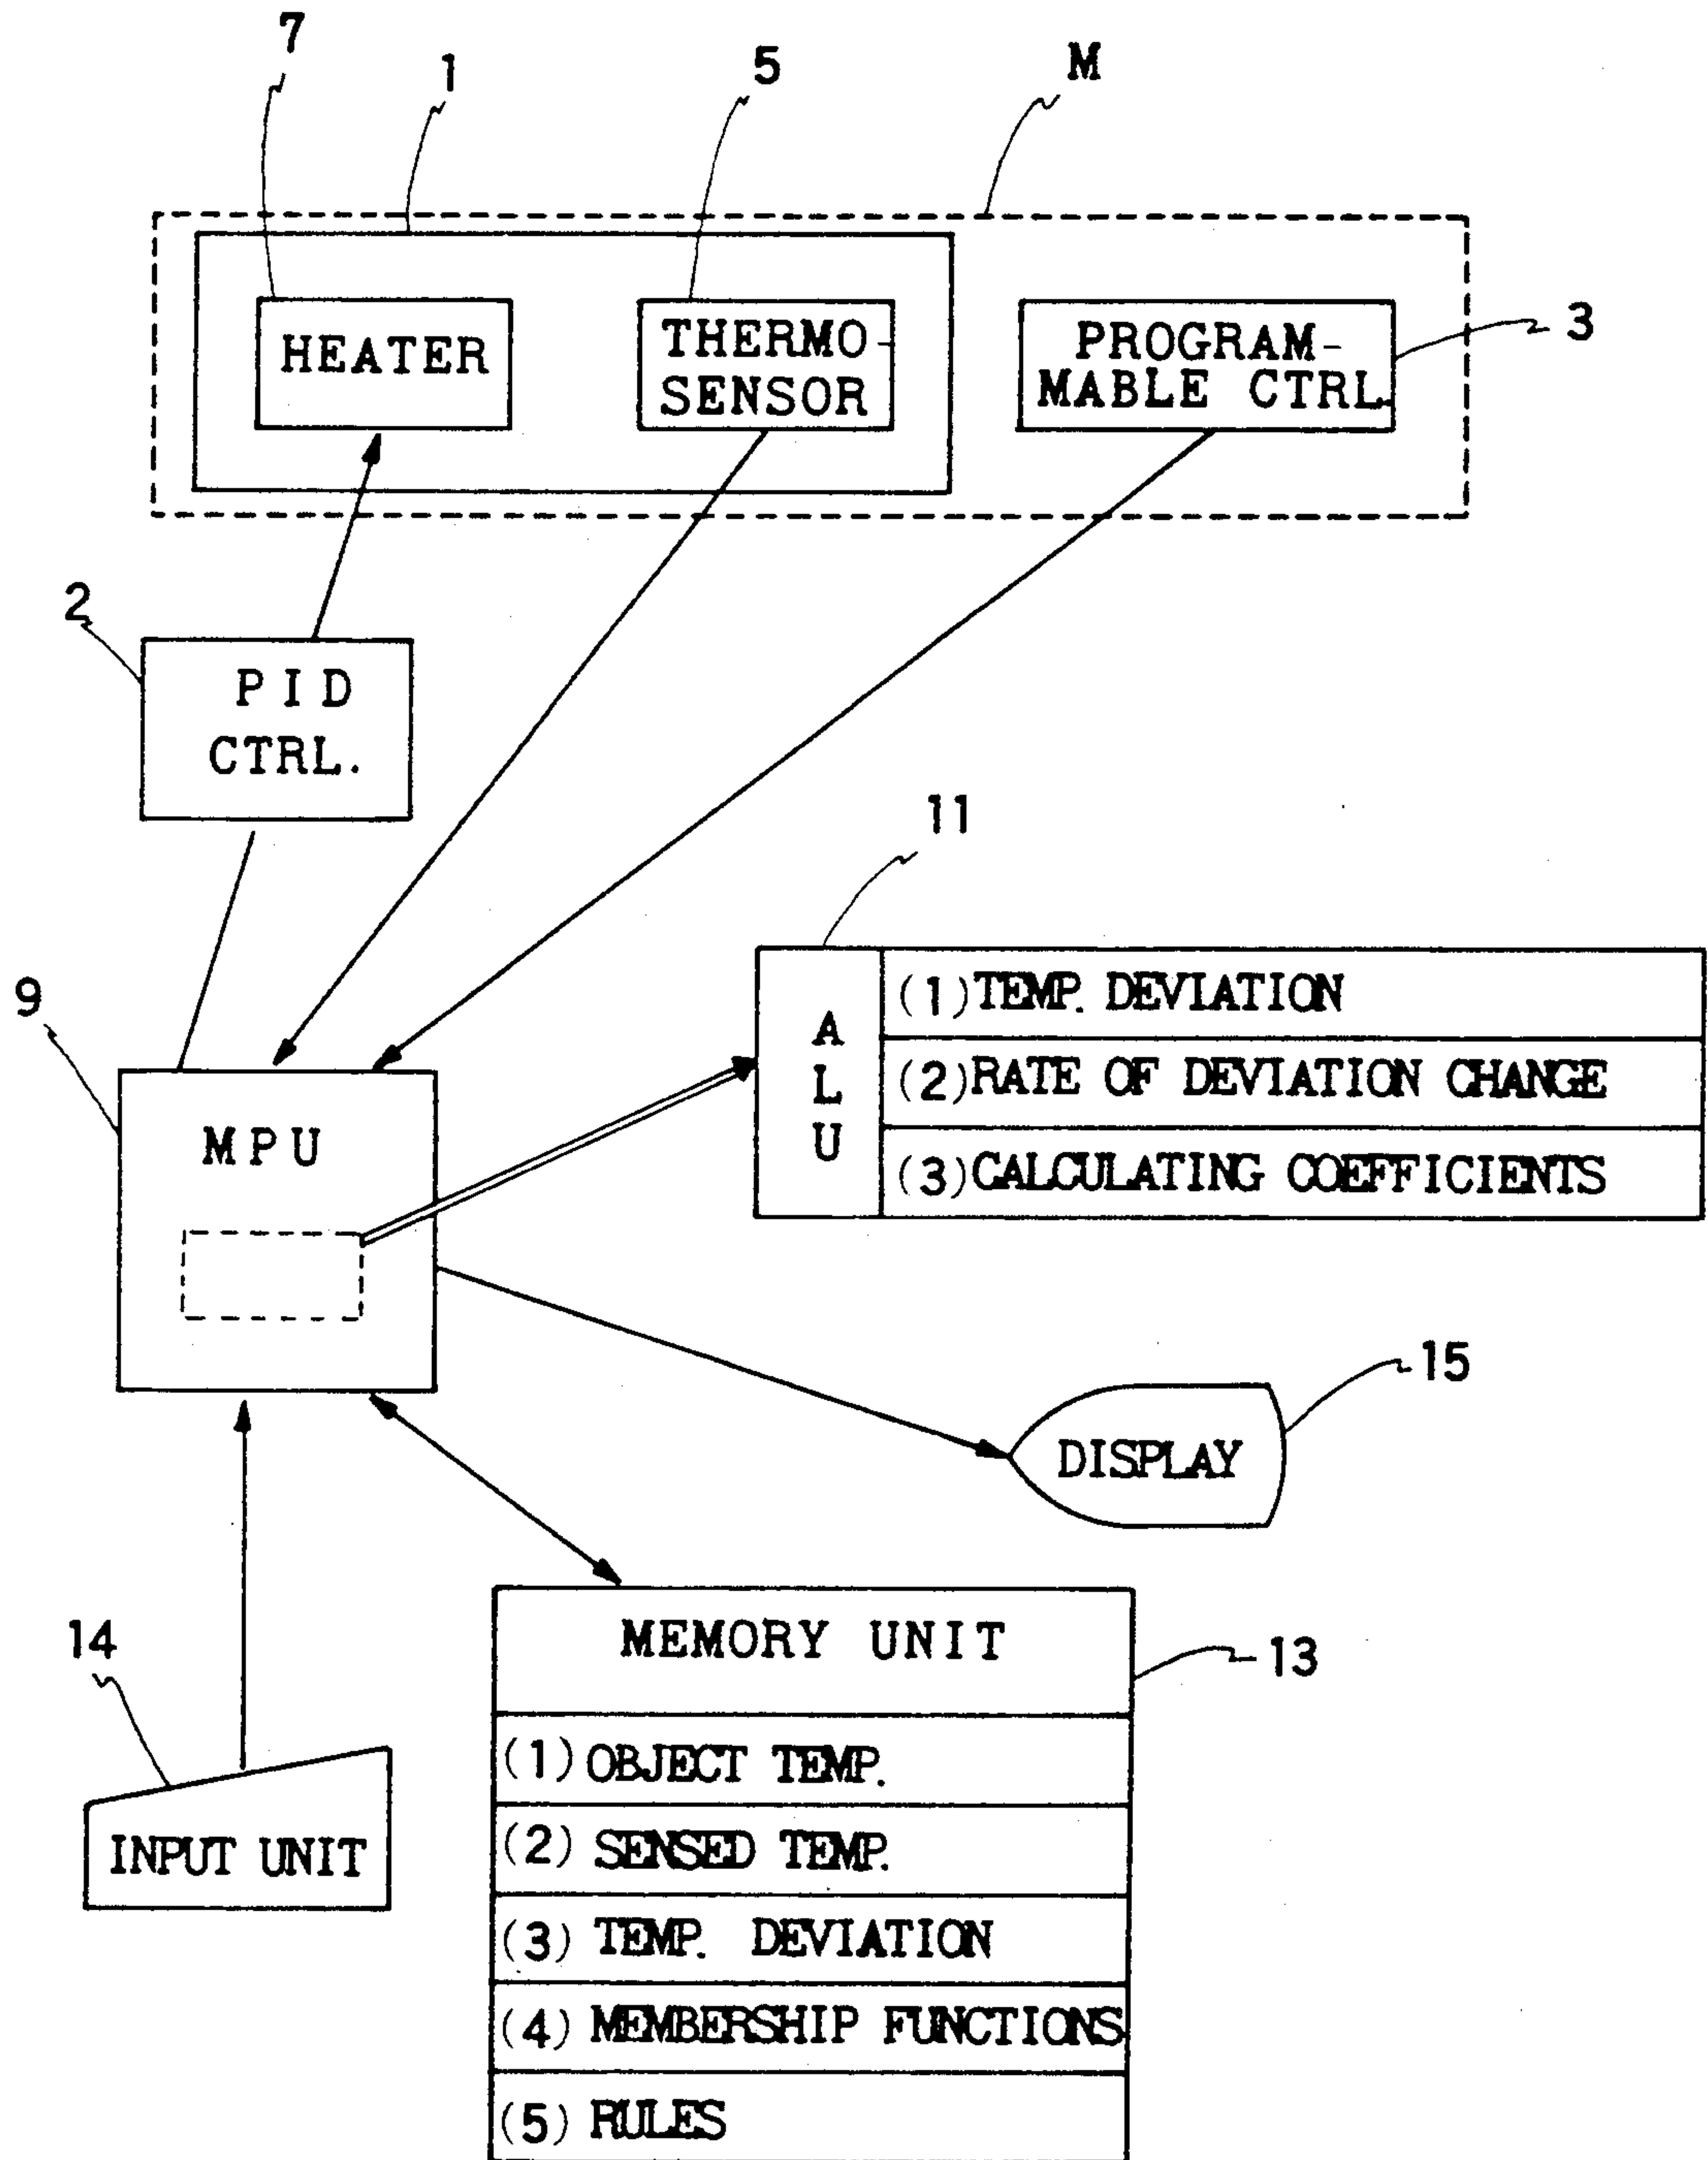 7
1
5
M
HEATER
THERMO-
SENSOR
PROGRAM-
MABLE CTRL.
3
2
PID
CTRL.
11
9
ALU
(1) TEMP. DEVIATION
(2) RATE OF DEVIATION CHANGE
(3) CALCULATING COEFFICIENTS
MPU
15
DISPLAY
14
INPUT UNIT
MEMORY UNIT
13
(1) OBJECT TEMP.
(2) SENSED TEMP.
(3) TEMP. DEVIATION
(4) MEMBERSHIP FUNCTIONS
(5) RULES